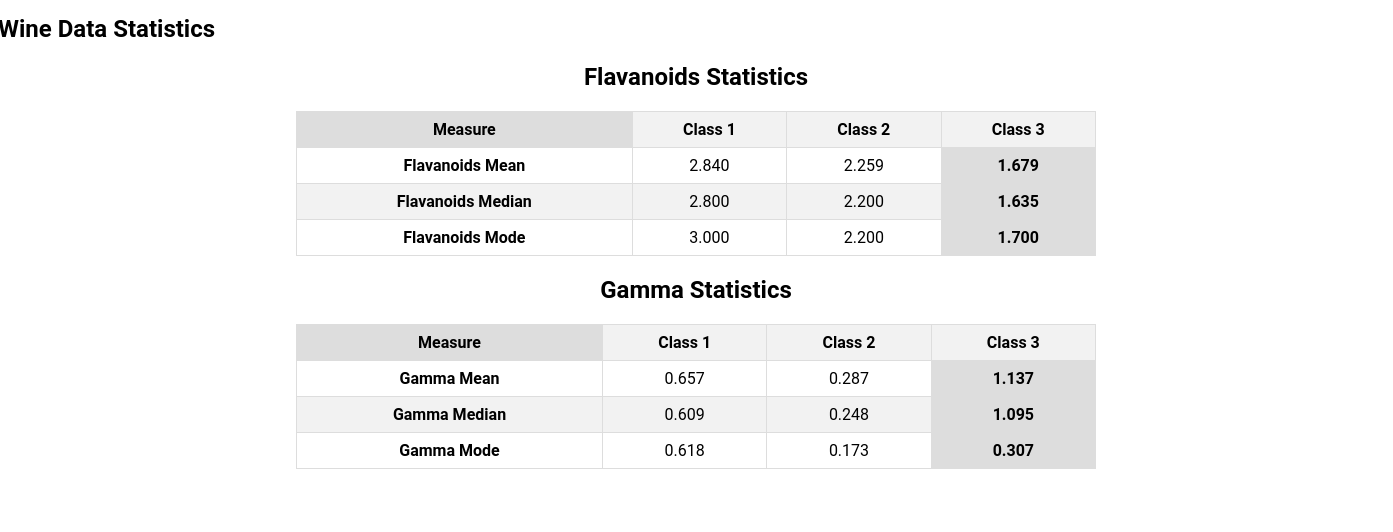 Wine Data Statistics
Flavanoids Statistics
Measure Class 1 Class 2 Class 3
Flavanoids Mean 2.840 2.259 1.679
Flavanoids Median 2.800 2.200 1.635
Flavanoids Mode 3.000 2.200 1.700
Gamma Statistics
Measure Class 1 Class 2 Class 3
Gamma Mean 0.657 0.287 1.137
Gamma Median 0.609 0.248 1.095
Gamma Mode 0.618 0.173 0.307